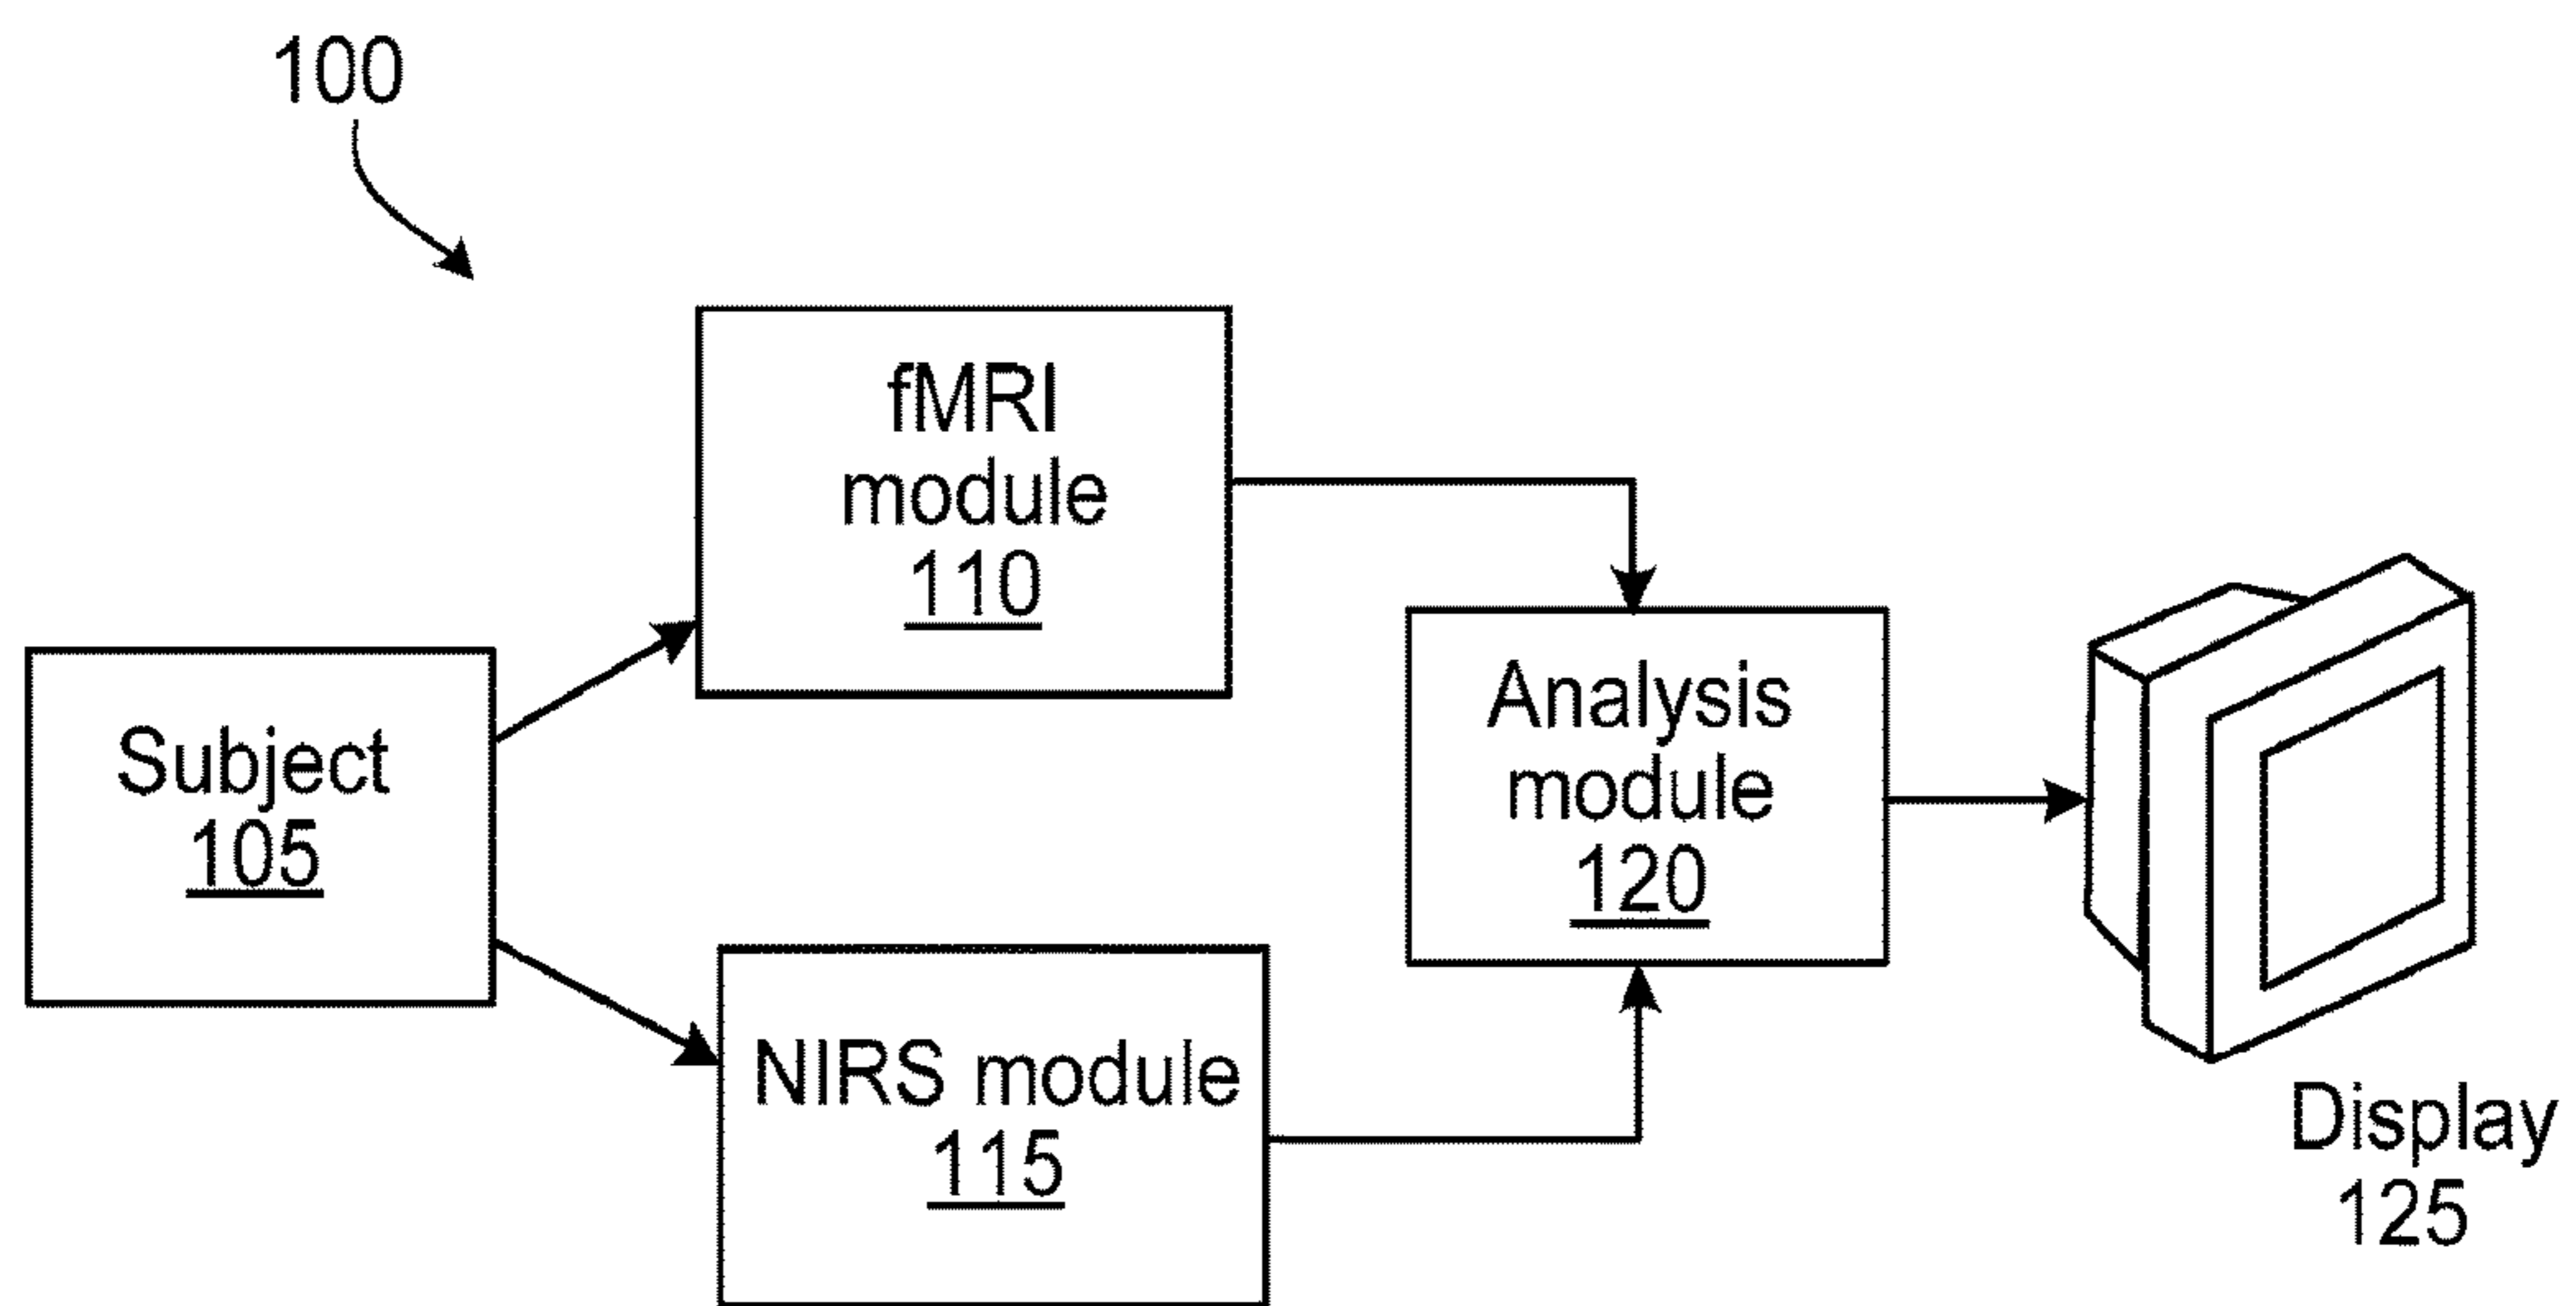 100
fMRI
module
110
Subject
105
Analysis
module
120
NIRS module
115
Display
125